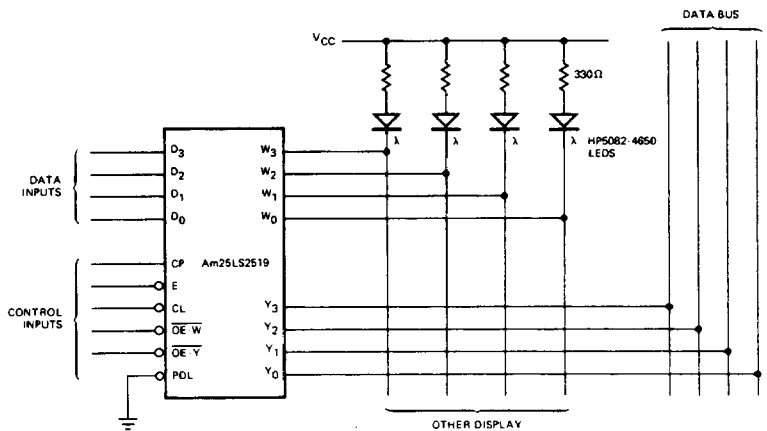 DATA BUS
VCC
330Ω
λ λ λ λ
HP5082-4650
LEDS
DATA
INPUTS
D3 W3
D2 W2
D1 W1
D0 W0
CONTROL
INPUTS
CP Am25LS2519
E
CL Y3
OE-W Y2
OE-Y Y1
POL Y0
OTHER DISPLAY